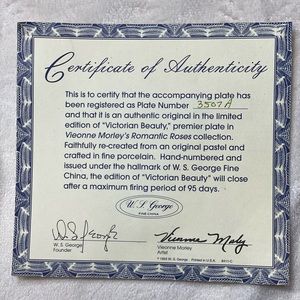 Certificate of Authenticity
This is to certify that the accompanying plate has
been registered as Plate Number 3507A
and that it is an authentic original in the limited
edition of "Victorian Beauty", premier plate in
Vieonne Morley's Romantic Roses collection.
Faithfully re-created from an original pastel and
crafted in fine porcelain. Hand-numbered and
issued under the hallmark of W. S. George Fine
China, the edition of "Victorian Beauty" will close
after a maximum firing period of 95 days.
W. S. George
FINE CHINA
W. S. George
Vieonne Morley
W. S. George
Founder
Vieonne Morley
Artist
W. S. George Printed in U.S.A.